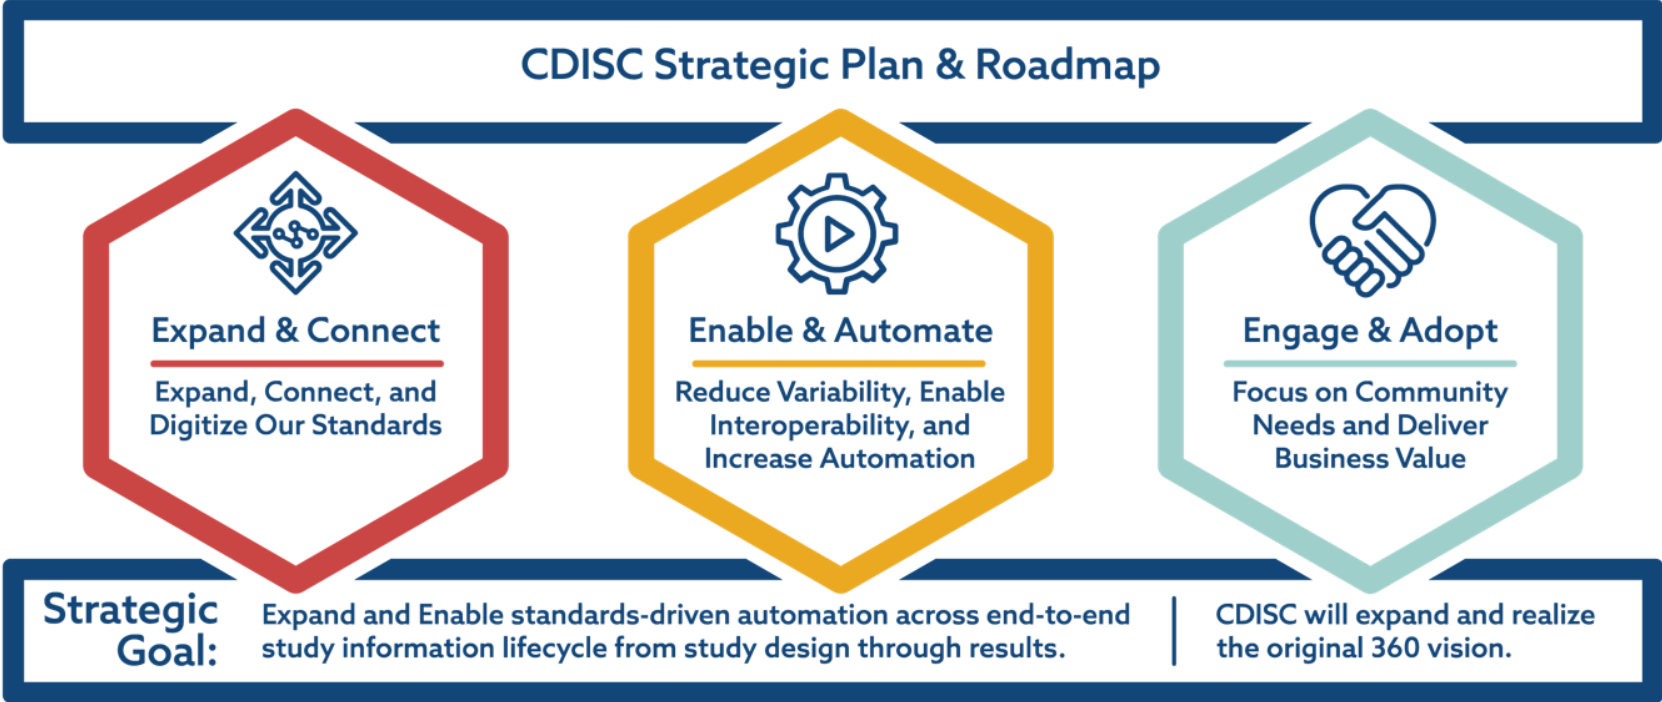 CDISC Strategic Plan & Roadmap
Expand & Connect
Expand, Connect, and
Digitize Our Standards
Enable & Automate
Reduce Variability, Enable
Interoperability, and
Increase Automation
Engage & Adopt
Focus on Community
Needs and Deliver
Business Value
Strategic
Goal:
Expand and Enable standards-driven automation across end-to-end
study information lifecycle from study design through results.
CDISC will expand and realize
the original 360 vision.